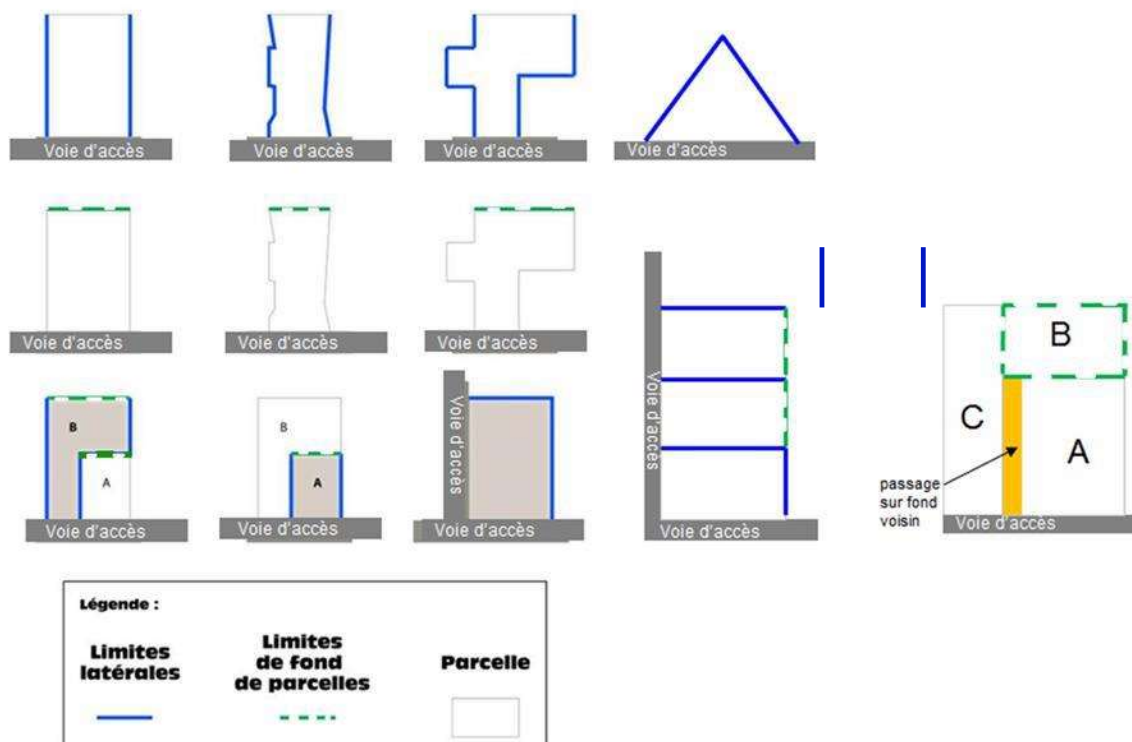 Voie d'accès
Voie d'accès
Voie d'accès
Voie d'accès
Voie d'accès
Voie d'accès
Voie d'accès
B
A
Voie d'accès
B
A
Voie d'accès
Voie d'accès
Voie d'accès
Voie d'accès
Voie d'accès
B
C
A
passage
sur fond
voisin
Voie d'accès
Légende :
Limites
latérales
Limites
de fond
de parcelles
Parcelle